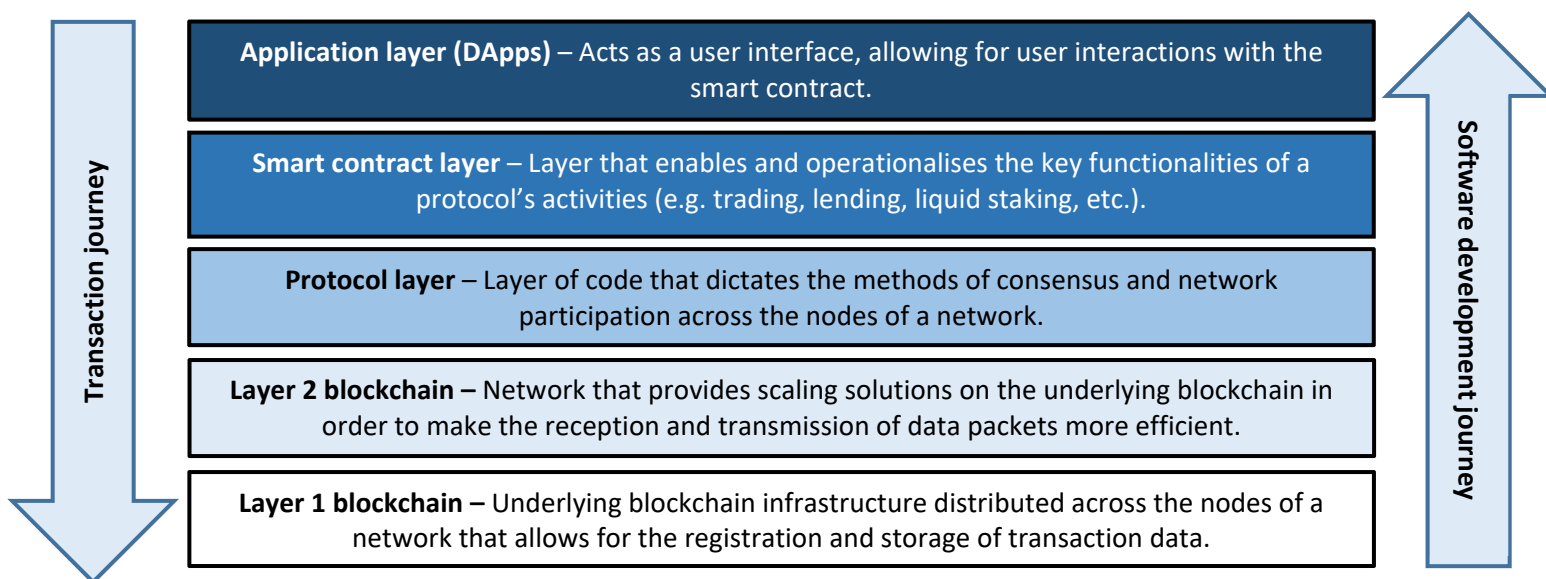 Transaction journey
Application layer (DApps) – Acts as a user interface, allowing for user interactions with the
smart contract.
Smart contract layer – Layer that enables and operationalises the key functionalities of a
protocol’s activities (e.g. trading, lending, liquid staking, etc.).
Protocol layer – Layer of code that dictates the methods of consensus and network
participation across the nodes of a network.
Layer 2 blockchain – Network that provides scaling solutions on the underlying blockchain in
order to make the reception and transmission of data packets more efficient.
Layer 1 blockchain – Underlying blockchain infrastructure distributed across the nodes of a
network that allows for the registration and storage of transaction data.
Software development journey